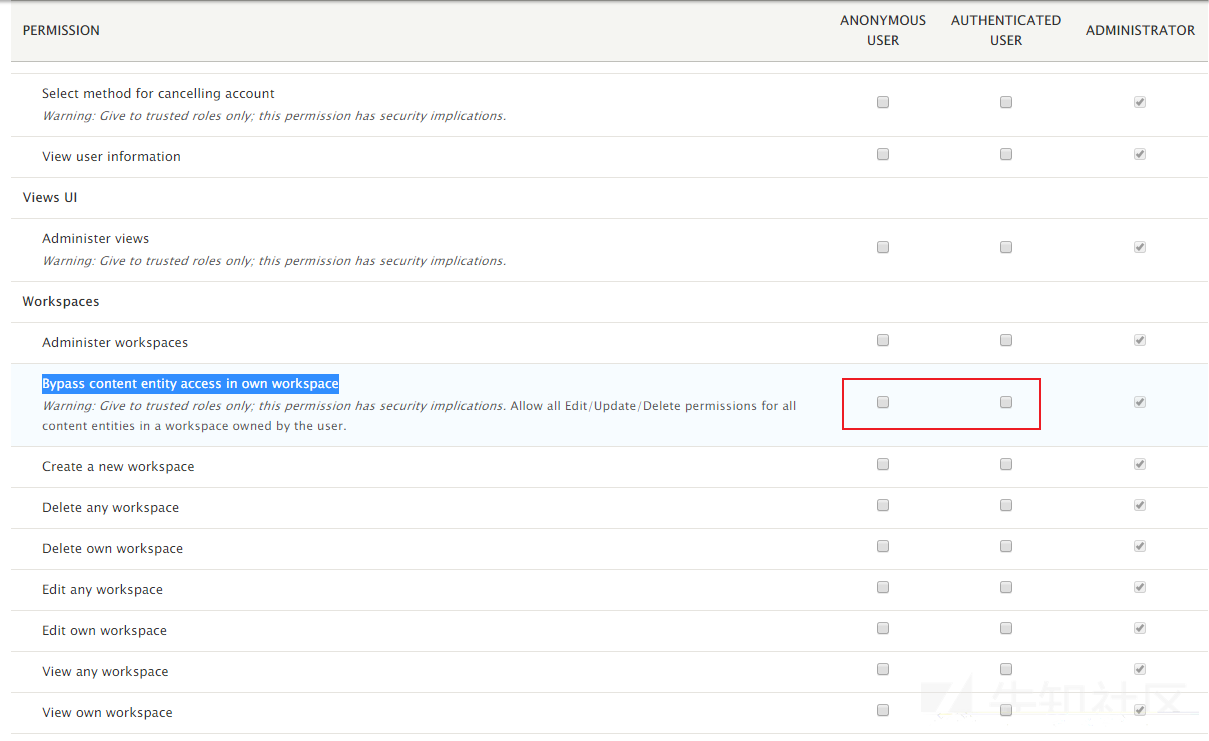 PERMISSION
ANONYMOUS USER
AUTHENTICATED USER
ADMINISTRATOR
Select method for cancelling account
Warning: Give to trusted roles only; this permission has security implications.
View user information
Views UI
Administer views
Warning: Give to trusted roles only; this permission has security implications.
Workspaces
Administer workspaces
Bypass content entity access in own workspace
Warning: Give to trusted roles only; this permission has security implications. Allow all Edit/Update/Delete permissions for all
content entities in a workspace owned by the user.
Create a new workspace
Delete any workspace
Delete own workspace
Edit any workspace
Edit own workspace
View any workspace
View own workspace
先知社区